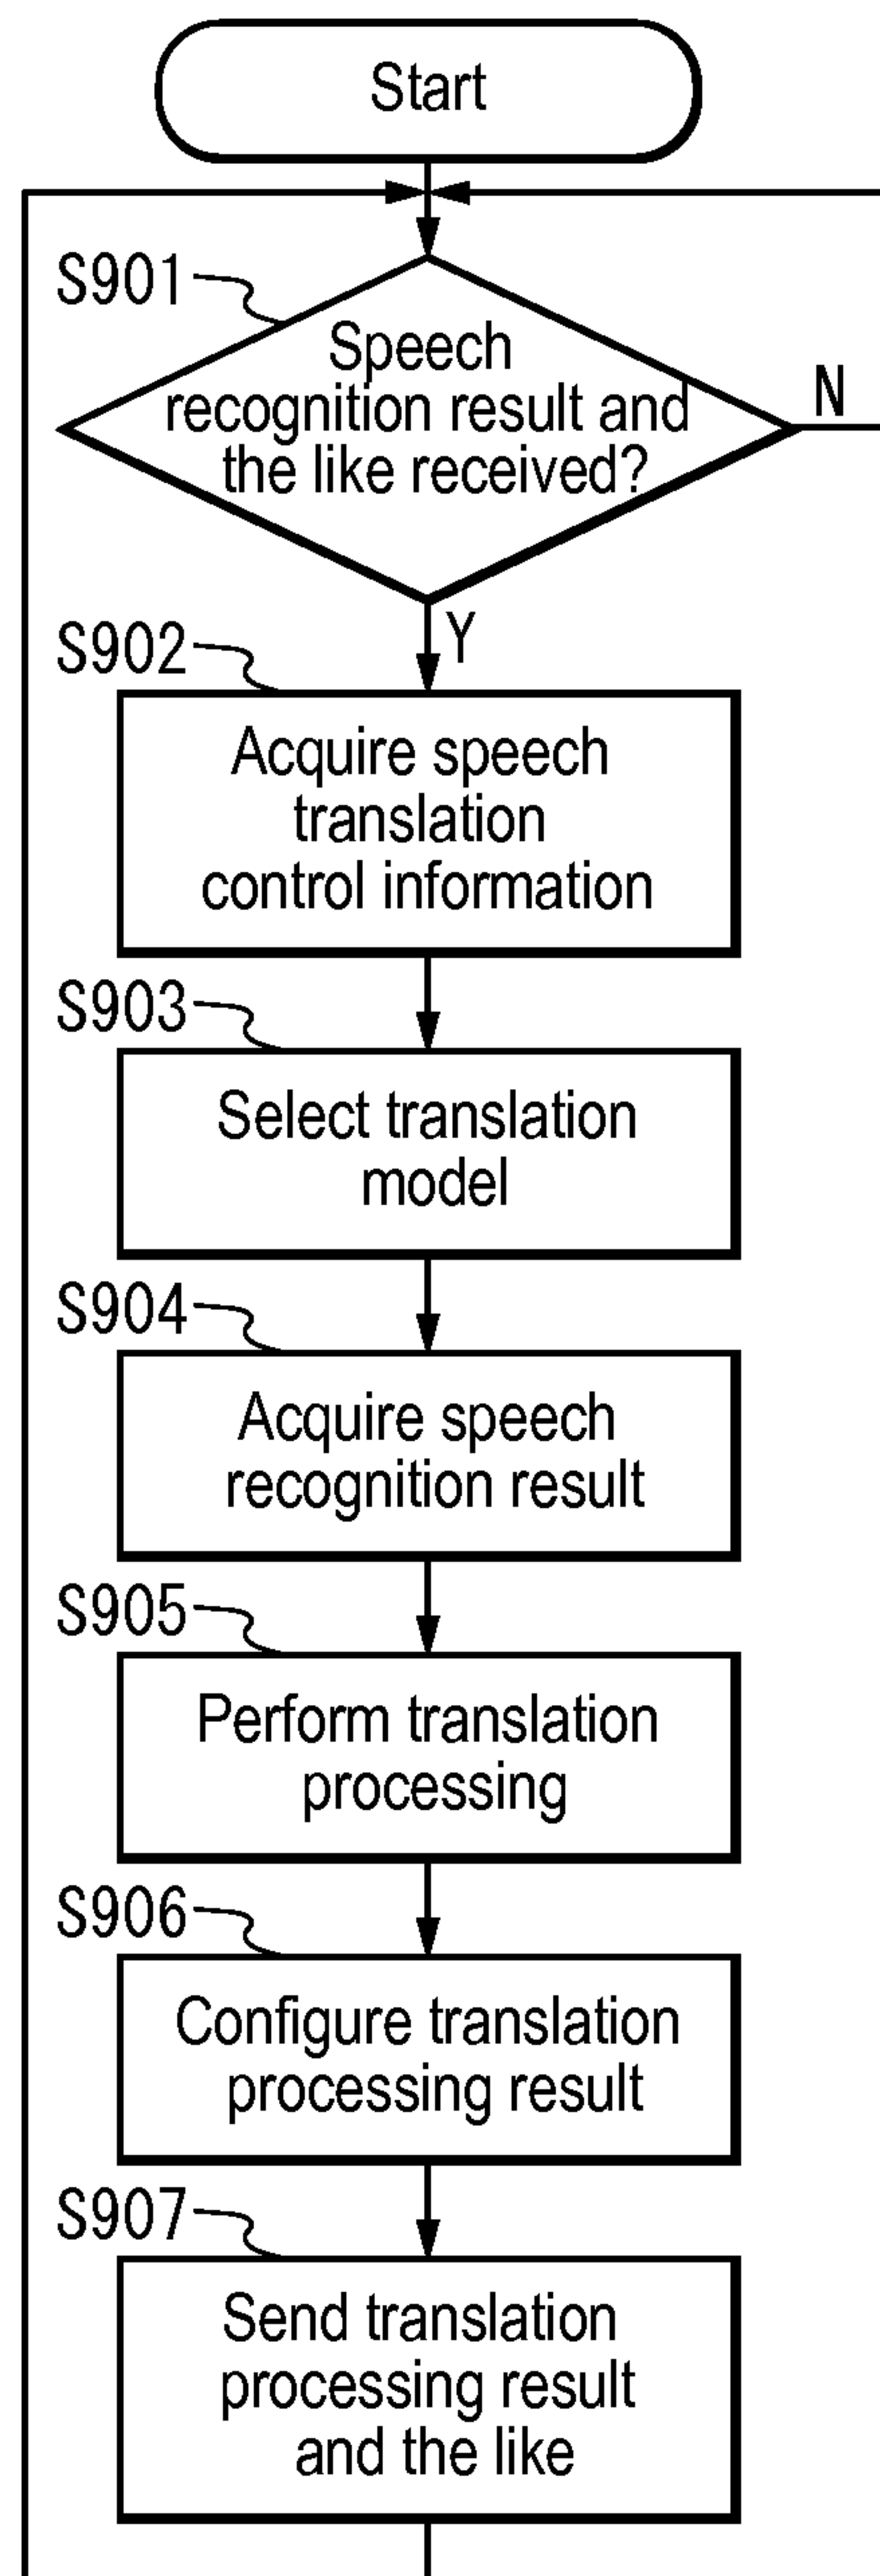 Start
S901
Speech
recognition result and
the like received?
N
Y
S902
Acquire speech
translation
control information
S903
Select translation
model
S904
Acquire speech
recognition result
S905
Perform translation
processing
S906
Configure translation
processing result
S907
Send translation
processing result
and the like